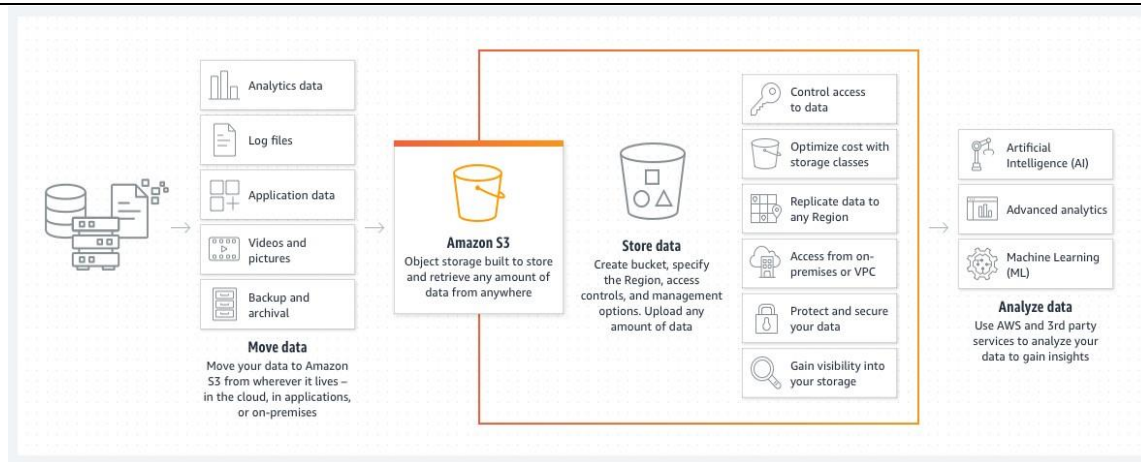 Analytics data
Log files
Application data
Videos and
pictures
Backup and
archival
Move data
Move your data to Amazon
S3 from wherever it lives –
in the cloud, in applications,
or on-premises
Amazon S3
Object storage built to store
and retrieve any amount of
data from anywhere
Store data
Create bucket, specify
the Region, access
controls, and management
options. Upload any
amount of data
Control access
to data
Optimize cost with
storage classes
Replicate data to
any Region
Access from on-
premises or VPC
Protect and secure
your data
Gain visibility into
your storage
Artificial
Intelligence (AI)
Advanced analytics
Machine Learning
(ML)
Analyze data
Use AWS and 3rd party
services to analyze your
data to gain insights